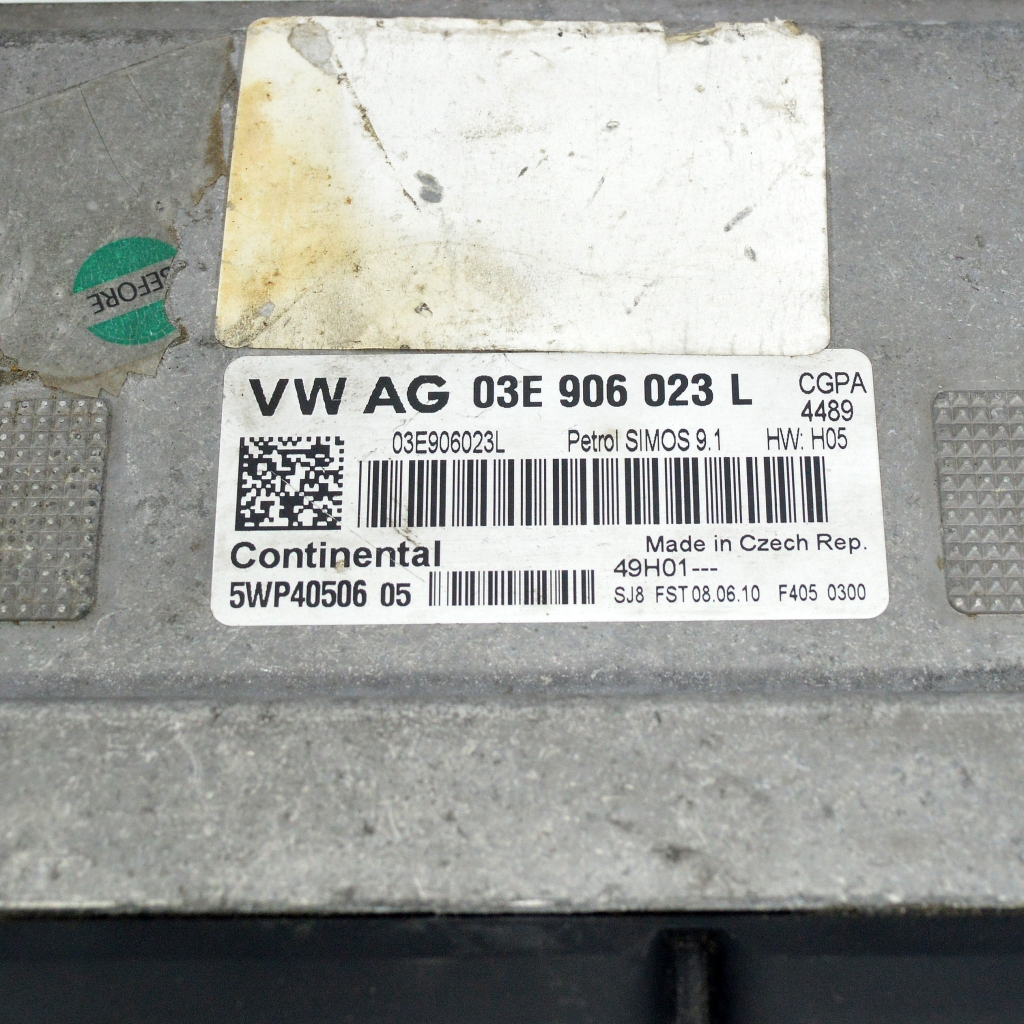 BEFORE
VW AG 03E 906 023 L CGPA
4489
03E906023L Petrol SIMOS 9.1 HW: H05
Continental Made in Czech Rep.
49H01---
5WP40506 05 SJ8 FST 08.06.10 F405 0300